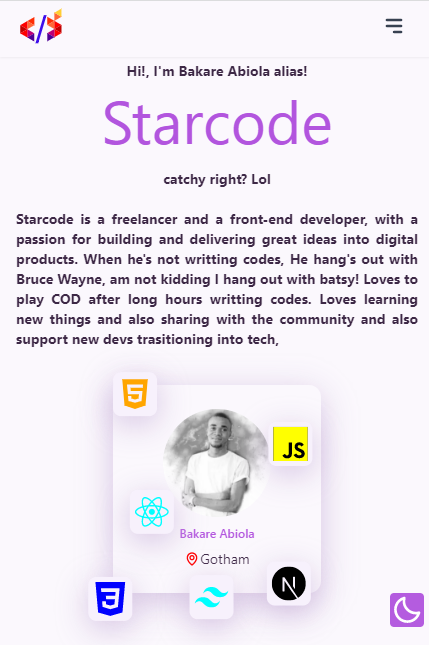 </>
Hi!, I'm Bakare Abiola alias!
Starcode
catchy right? Lol
Starcode is a freelancer and a front-end developer, with a
passion for building and delivering great ideas into digital
products. When he's not writting codes, He hang's out with
Bruce Wayne, am not kidding I hang out with batsy! Loves to
play COD after long hours writting codes. Loves learning
new things and also sharing with the community and also
support new devs trasitioning into tech,
5
JS
Bakare Abiola
Gotham
3
N